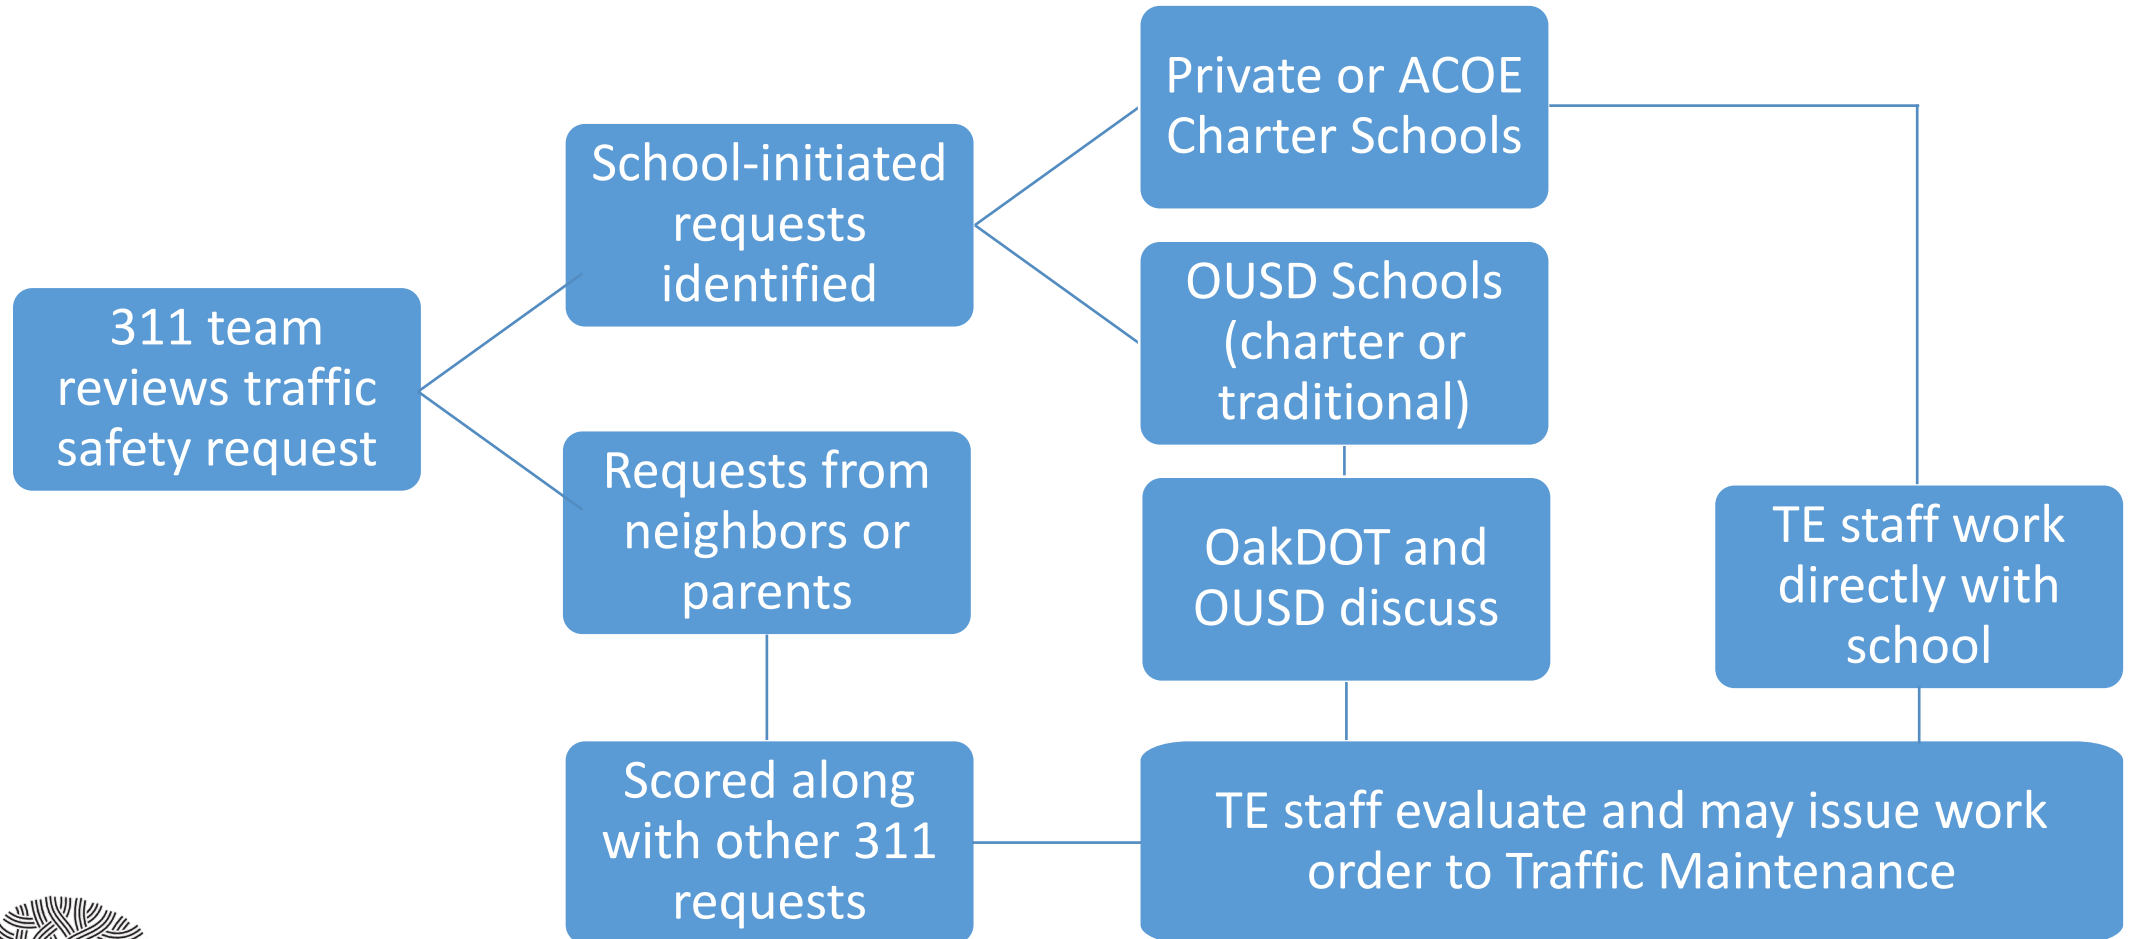 311 team
reviews traffic
safety request
School-initiated
requests
identified
Requests from
neighbors or
parents
Scored along
with other 311
requests
Private or ACOE
Charter Schools
OUSD Schools
(charter or
traditional)
OakDOT and
OUSD discuss
TE staff work
directly with
school
TE staff evaluate and may issue work
order to Traffic Maintenance